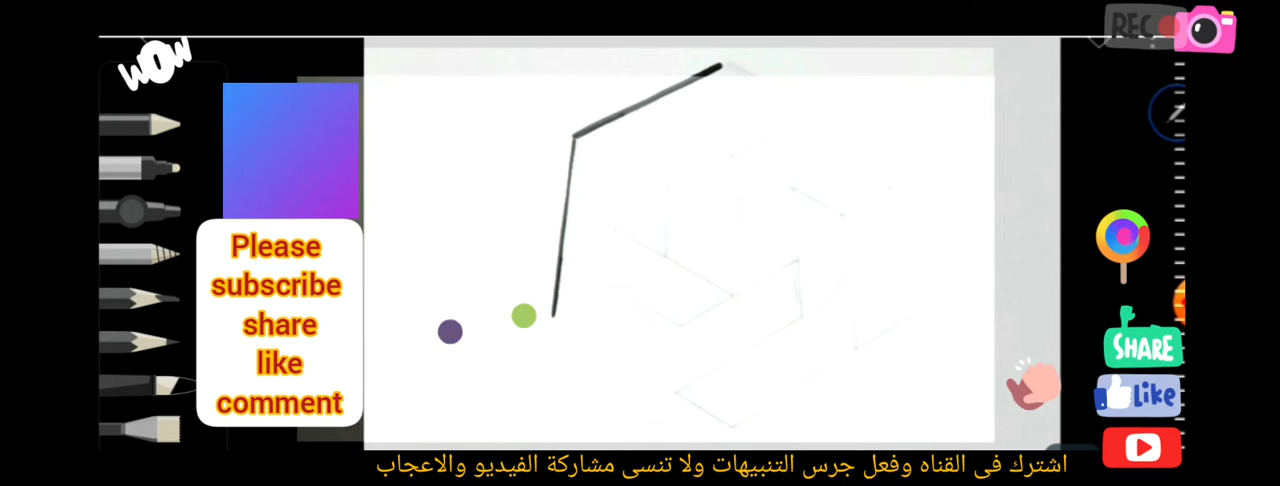 REC
WOW
Please
subscribe
share
like
comment
SHARE
Like
اشترك فى القناه وفعل جرس التنبيهات ولا تنسى مشاركة الفيديو والاعجاب